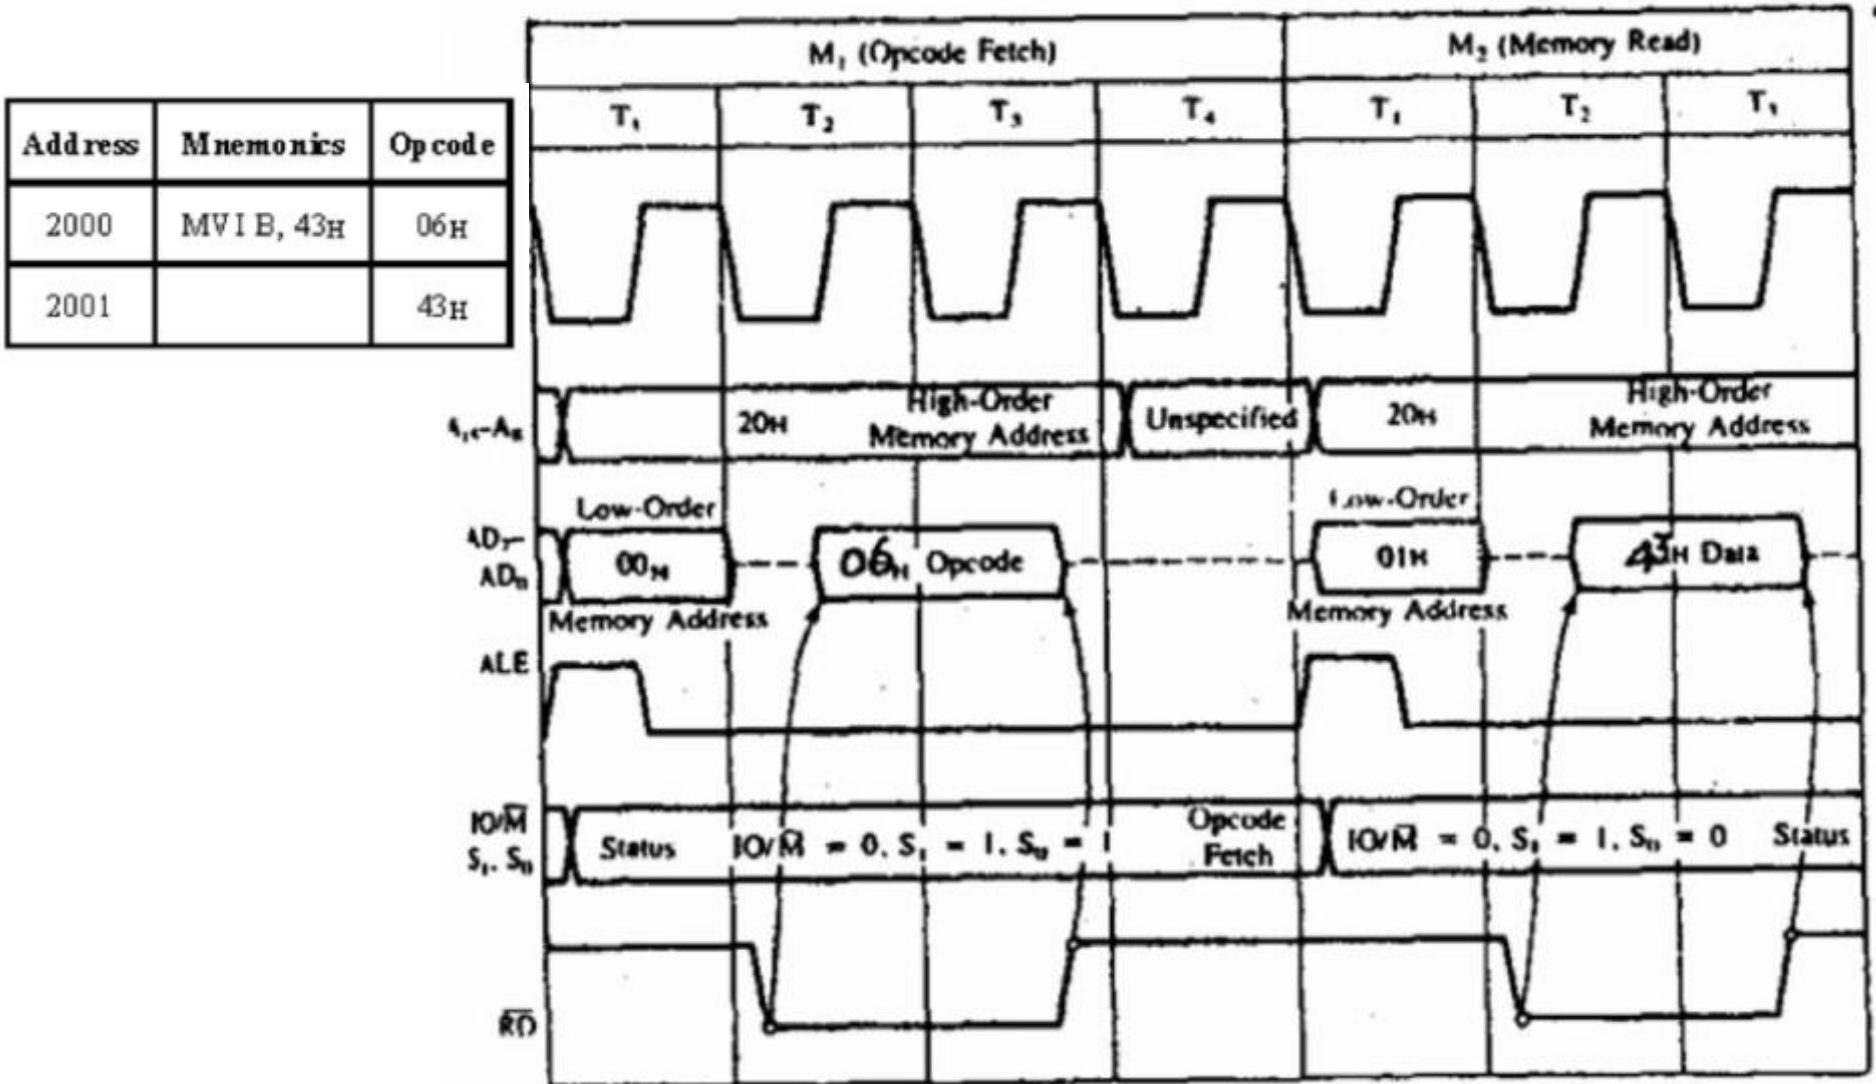 Address Mnemonics Opcode
2000 MVI B, 43H 06H
2001 43H
M₁ (Opcode Fetch) M₂ (Memory Read)
T₁ T₂ T₃ T₄ T₁ T₂ T₃
20H High-Order Memory Address Unspecified 20H High-Order Memory Address
Low-Order Low-Order
AD₇–
AD₀ 00H 06H Opcode 01H 43H Data
Memory Address Memory Address
ALE
IO/M̅ Opcode
S₁, S₀ Status IO/M̅ = 0, S₁ = 1, S₀ = 1 Fetch IO/M̅ = 0, S₁ = 1, S₀ = 0 Status
R̅D̅